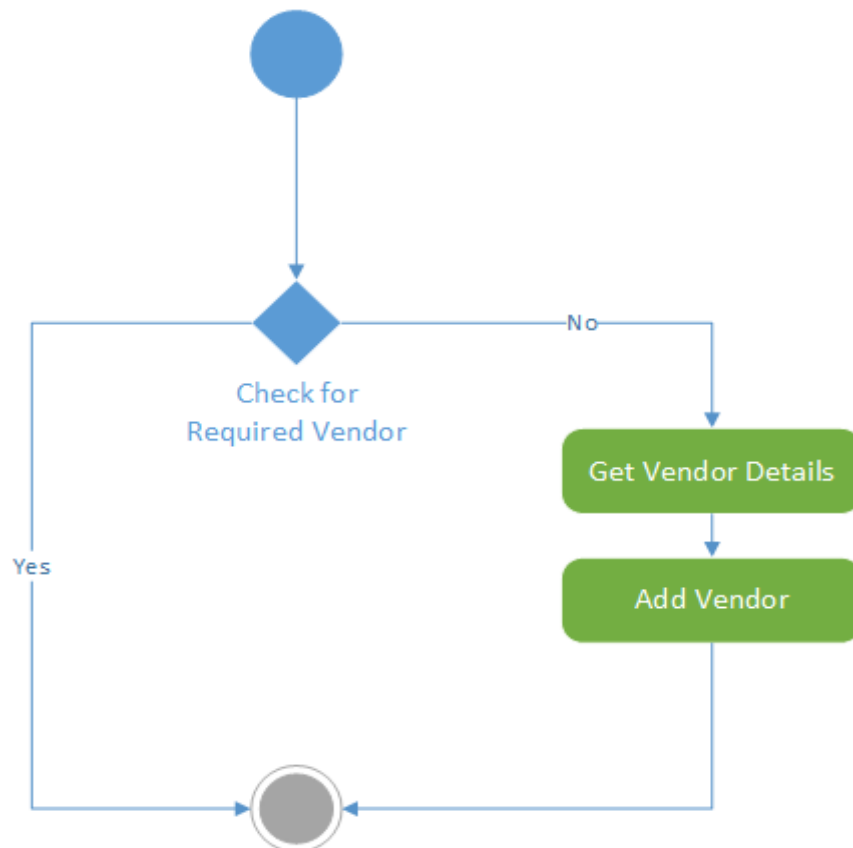 No
Check for
Required Vendor
Get Vendor Details
Yes
Add Vendor